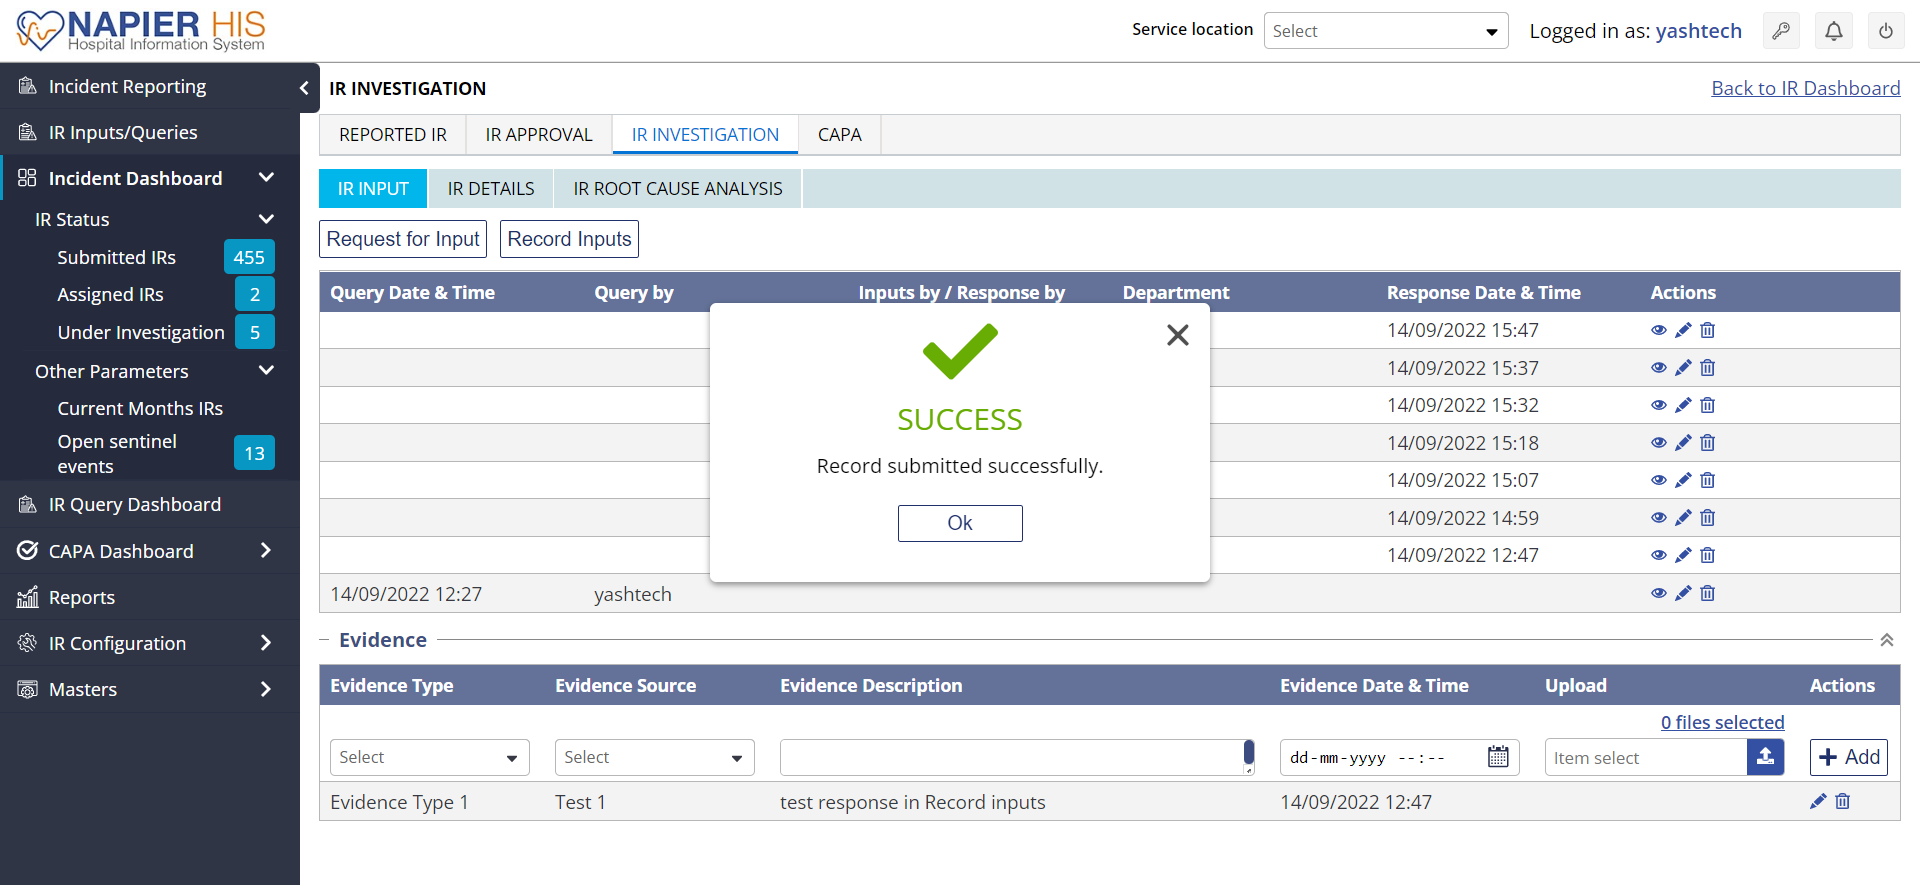 NAPIER HIS
Hospital Information System
Service location
Select
Logged in as: yashtech
Incident Reporting
IR Inputs/Queries
Incident Dashboard
IR Status
Submitted IRs 455
Assigned IRs 2
Under Investigation 5
Other Parameters
Current Months IRs
Open sentinel
events
13
IR Query Dashboard
CAPA Dashboard
Reports
IR Configuration
Masters
IR INVESTIGATION
Back to IR Dashboard
REPORTED IR IR APPROVAL IR INVESTIGATION CAPA
IR INPUT IR DETAILS IR ROOT CAUSE ANALYSIS
Request for Input Record Inputs
Query Date & Time Query by Inputs by / Response by Department Response Date & Time Actions
14/09/2022 15:47
14/09/2022 15:37
14/09/2022 15:32
14/09/2022 15:18
14/09/2022 15:07
14/09/2022 14:59
14/09/2022 12:47
14/09/2022 12:27 yashtech
SUCCESS
Record submitted successfully.
Ok
Evidence
Evidence Type Evidence Source Evidence Description Evidence Date & Time Upload Actions
0 files selected
Select Select dd-mm-yyyy --:-- Item select Add
Evidence Type 1 Test 1 test response in Record inputs 14/09/2022 12:47